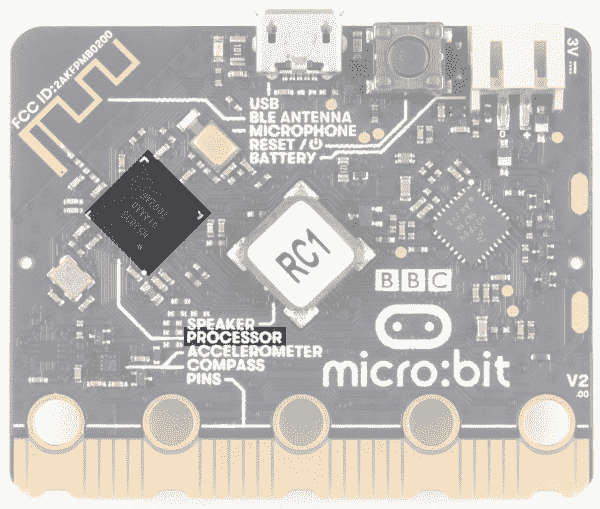 FCC ID:2AKFPMB0200
3V
USB
BLE ANTENNA
MICROPHONE
RESET /
BATTERY
RC1
BBC
SPEAKER
PROCESSOR
ACCELEROMETER
COMPASS
PINS
micro:bit
V2
.00